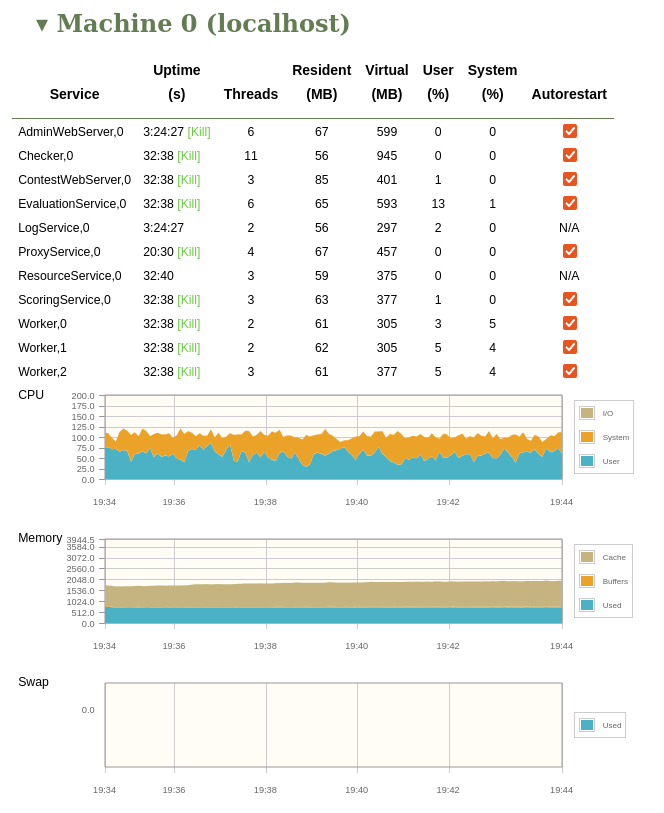 ▾ Machine 0 (localhost)
Uptime Resident Virtual User System
Service (s) Threads (MB) (MB) (%) (%) Autorestart
AdminWebServer,0 3:24:27 [Kill] 6 67 599 0 0
Checker,0 32:38 [Kill] 11 56 945 0 0
ContestWebServer,0 32:38 [Kill] 3 85 401 1 0
EvaluationService,0 32:38 [Kill] 6 65 593 13 1
LogService,0 3:24:27 2 56 297 2 0 N/A
ProxyService,0 20:30 [Kill] 4 67 457 0 0
ResourceService,0 32:40 3 59 375 0 0 N/A
ScoringService,0 32:38 [Kill] 3 63 377 1 0
Worker,0 32:38 [Kill] 2 61 305 3 5
Worker,1 32:38 [Kill] 2 62 305 5 4
Worker,2 32:38 [Kill] 3 61 377 5 4
CPU
200.0
175.0
150.0
125.0
100.0
75.0
50.0
25.0
0.0
19:34 19:36 19:38 19:40 19:42 19:44
I/O
System
User
Memory
3944.5
3584.0
3072.0
2560.0
2048.0
1536.0
1024.0
512.0
0.0
19:34 19:36 19:38 19:40 19:42 19:44
Cache
Buffers
Used
Swap
0.0
19:34 19:36 19:38 19:40 19:42 19:44
Used